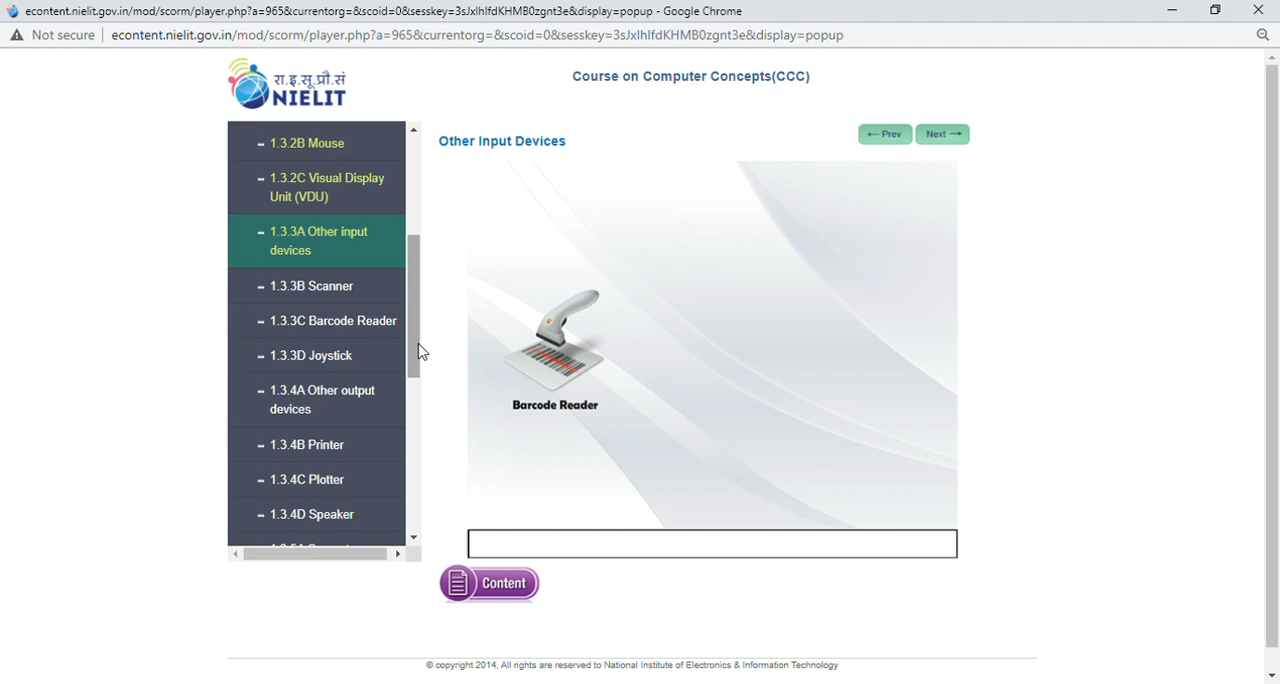 econtent.nielit.gov.in/mod/scorm/player.php?a=965&currentorg=&scoid=0&sesskey=3sJxlhlfdKHMB0zgnt3e&display=popup - Google Chrome
Not secure
econtent.nielit.gov.in/mod/scorm/player.php?a=965&currentorg=&scoid=0&sesskey=3sJxlhlfdKHMB0zgnt3e&display=popup
रा.इ.सू.प्रौ.सं
NIELIT
Course on Computer Concepts(CCC)
1.3.2B Mouse
1.3.2C Visual Display
Unit (VDU)
1.3.3A Other input
devices
1.3.3B Scanner
1.3.3C Barcode Reader
1.3.3D Joystick
1.3.4A Other output
devices
1.3.4B Printer
1.3.4C Plotter
1.3.4D Speaker
Other Input Devices
← Prev
Next →
Barcode Reader
Content
© copyright 2014, All rights are reserved to National Institute of Electronics & Information Technology